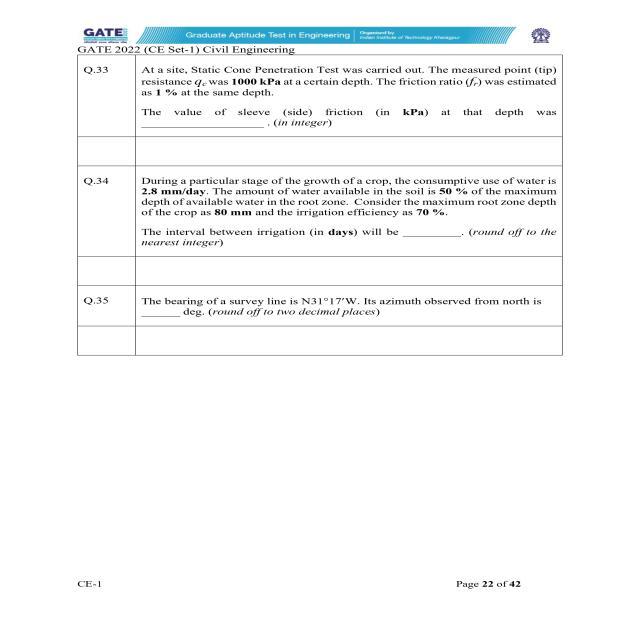 GATE
Graduate Aptitude Test in Engineering
Organised by
Indian Institute of Technology Kharagpur
GATE 2022 (CE Set-1) Civil Engineering
Q.33
At a site, Static Cone Penetration Test was carried out. The measured point (tip)
resistance qc was 1000 kPa at a certain depth. The friction ratio (fr) was estimated
as 1 % at the same depth.
The value of sleeve (side) friction (in kPa) at that depth was
____________________ . (in integer)
Q.34
During a particular stage of the growth of a crop, the consumptive use of water is
2.8 mm/day. The amount of water available in the soil is 50 % of the maximum
depth of available water in the root zone. Consider the maximum root zone depth
of the crop as 80 mm and the irrigation efficiency as 70 %.
The interval between irrigation (in days) will be __________. (round off to the
nearest integer)
Q.35
The bearing of a survey line is N31°17′W. Its azimuth observed from north is
______ deg. (round off to two decimal places)
CE-1
Page 22 of 42